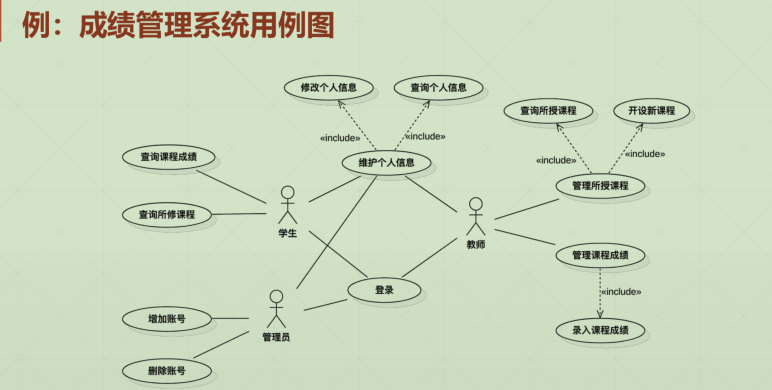 例：成绩管理系统用例图
修改个人信息
查询个人信息
查询所授课程
开设新课程
«include»
«include»
«include»
«include»
查询课程成绩
维护个人信息
管理所授课程
查询所修课程
学生
教师
管理课程成绩
登录
«include»
增加账号
管理员
录入课程成绩
删除账号